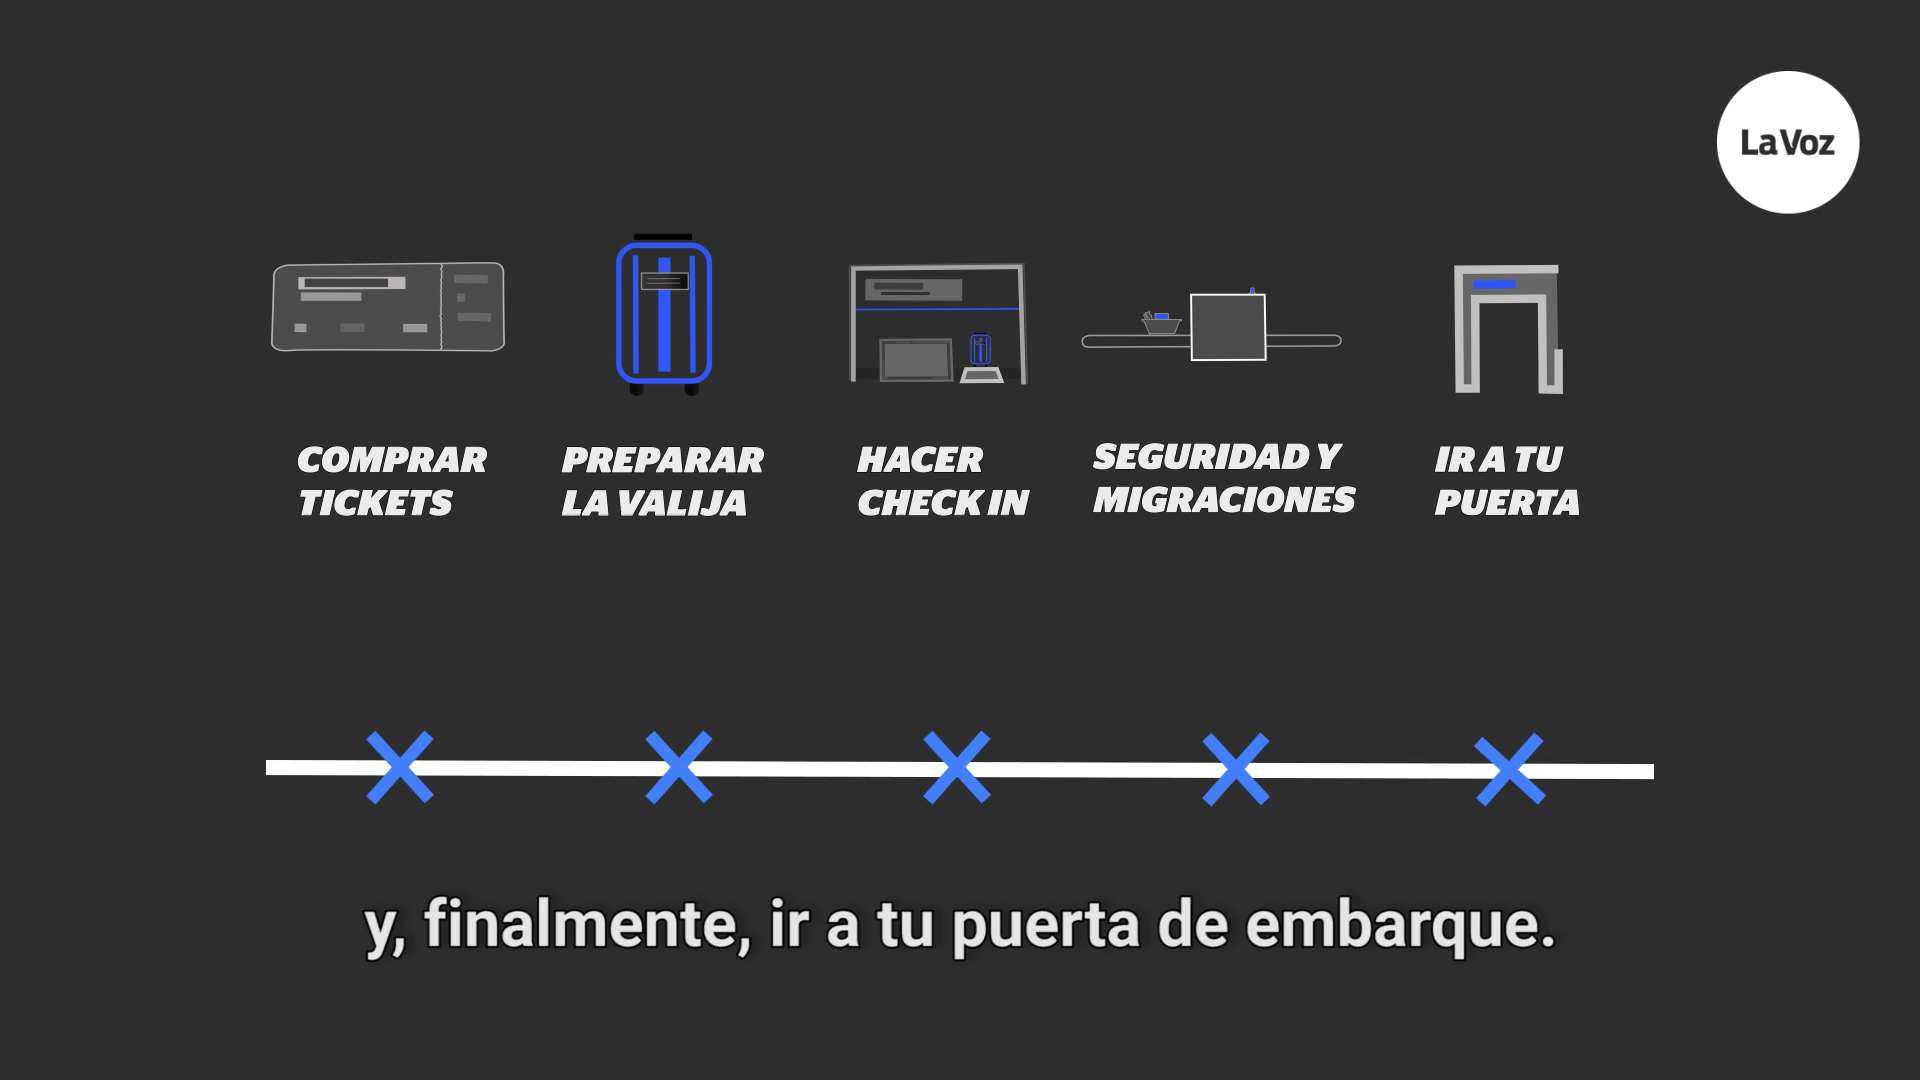 LaVoz
COMPRAR
TICKETS
PREPARAR
LA VALIJA
HACER
CHECK IN
SEGURIDAD Y
MIGRACIONES
IR A TU
PUERTA
y, finalmente, ir a tu puerta de embarque.